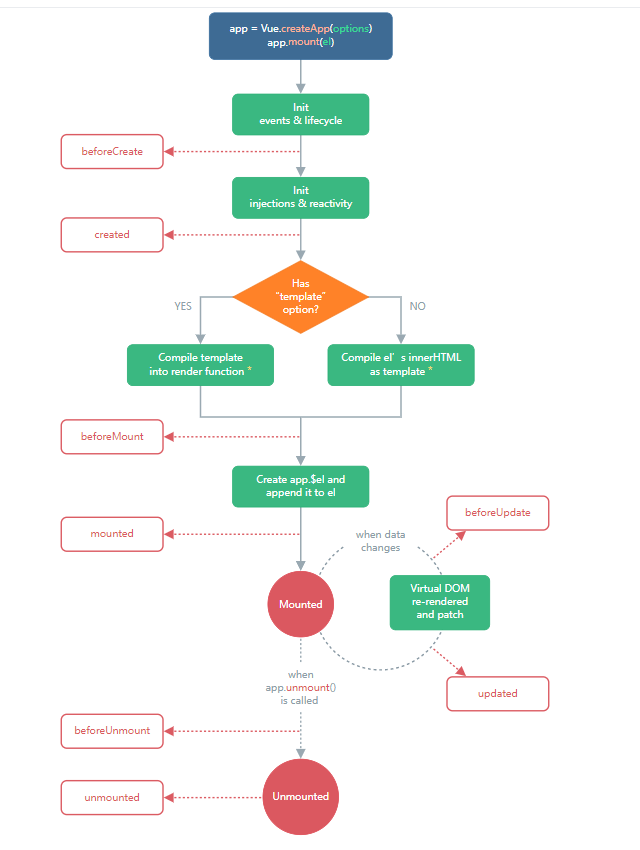 app = Vue.createApp(options)
app.mount(el)
Init
events & lifecycle
beforeCreate
Init
injections & reactivity
created
Has
"template"
option?
YES
NO
Compile template
into render function *
Compile el's innerHTML
as template *
beforeMount
Create app.$el and
append it to el
mounted
beforeUpdate
when data
changes
Mounted
Virtual DOM
re-rendered
and patch
when
app.unmount()
is called
updated
beforeUnmount
unmounted
Unmounted